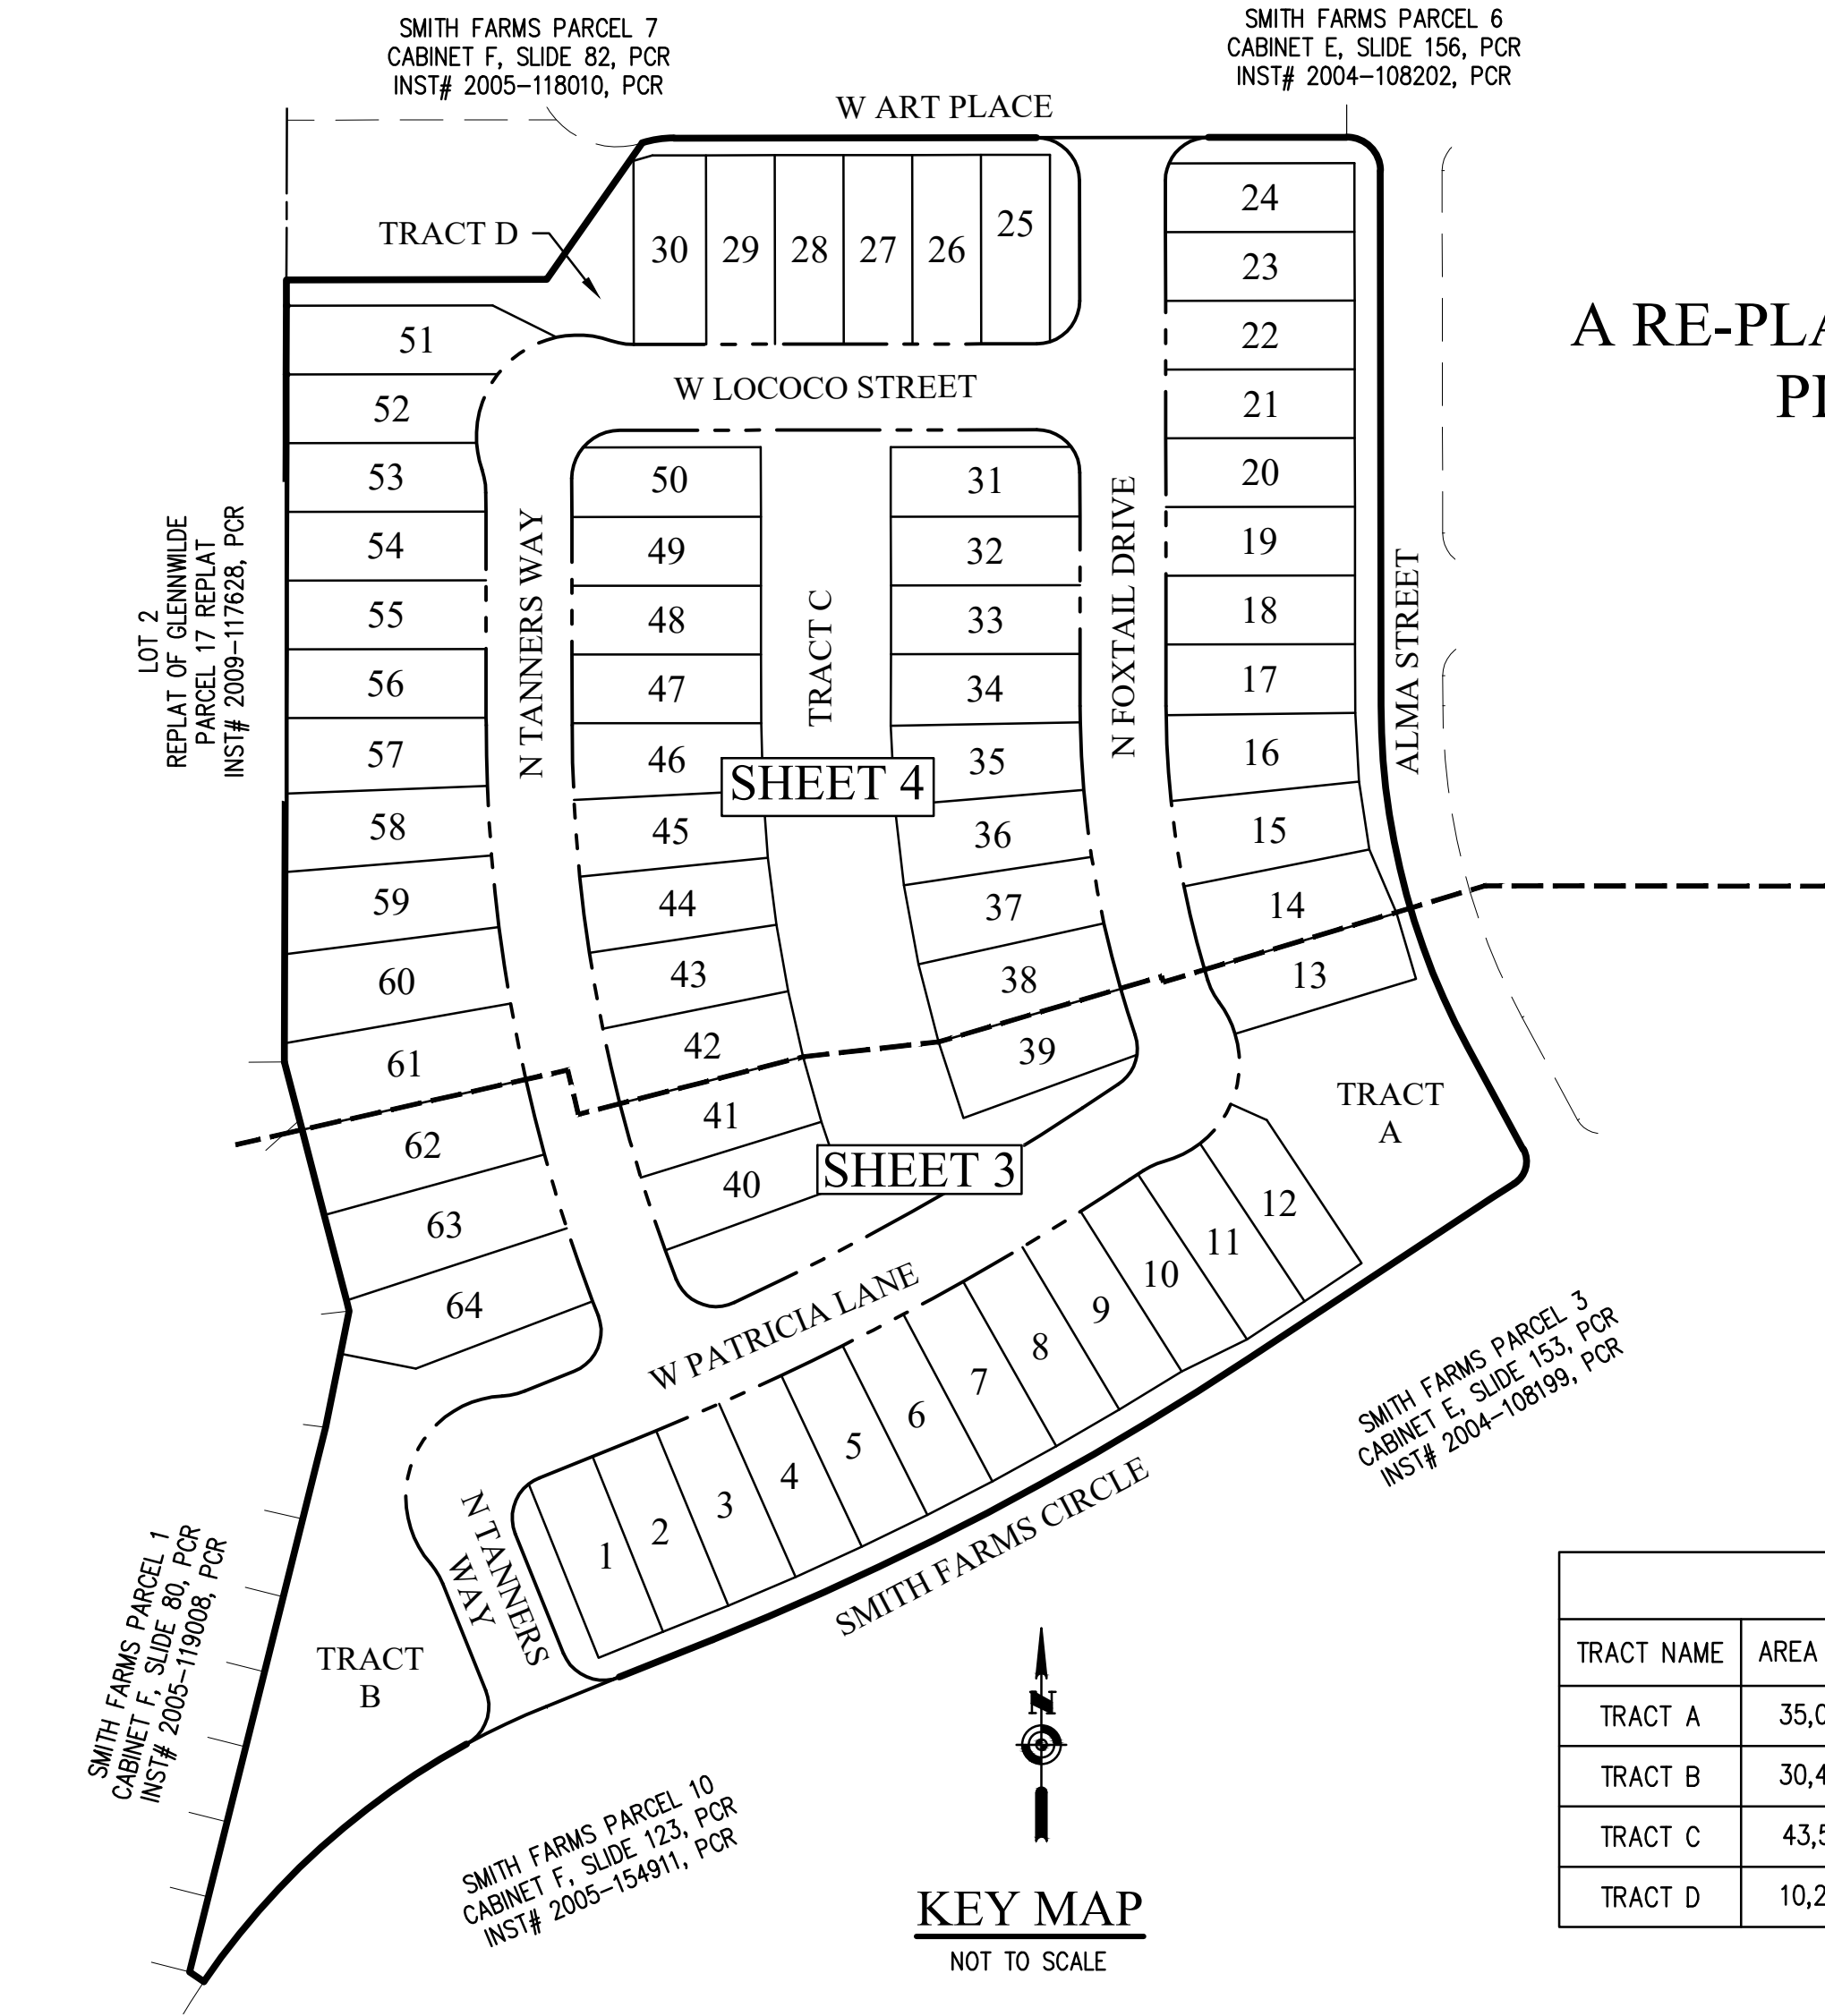 SMITH FARMS PARCEL 7
CABINET F, SLIDE 82, PCR
INST# 2005-118010, PCR
SMITH FARMS PARCEL 6
CABINET E, SLIDE 156, PCR
INST# 2004-108202, PCR
W ART PLACE
TRACT D
30
29
28
27
26
25
24
23
22
21
20
19
18
17
16
15
14
13
A RE-PLA
PL
W LOCOCO STREET
51
52
53
54
55
56
57
58
59
60
61
62
63
64
LOT 2
REPLAT OF GLENNWILDE
PARCEL 17 REPLAT
INST# 2009-117628, PCR
N TANNERS WAY
50
49
48
47
46
45
44
43
42
41
40
TRACT C
31
32
33
34
35
36
37
38
39
N FOXTAIL DRIVE
ALMA STREET
SHEET 4
SHEET 3
TRACT
A
W PATRICIA LANE
1
2
3
4
5
6
7
8
9
10
11
12
SMITH FARMS CIRCLE
N TANNERS
WAY
TRACT
B
SMITH FARMS PARCEL 3
CABINET E, SLIDE 153, PCR
INST# 2004-108199, PCR
SMITH FARMS PARCEL 1
CABINET F, SLIDE 80, PCR
INST# 2005-119008, PCR
SMITH FARMS PARCEL 10
CABINET F, SLIDE 123, PCR
INST# 2005-154911, PCR
N
KEY MAP
NOT TO SCALE
TRACT NAME AREA
TRACT A 35,0
TRACT B 30,4
TRACT C 43,5
TRACT D 10,2